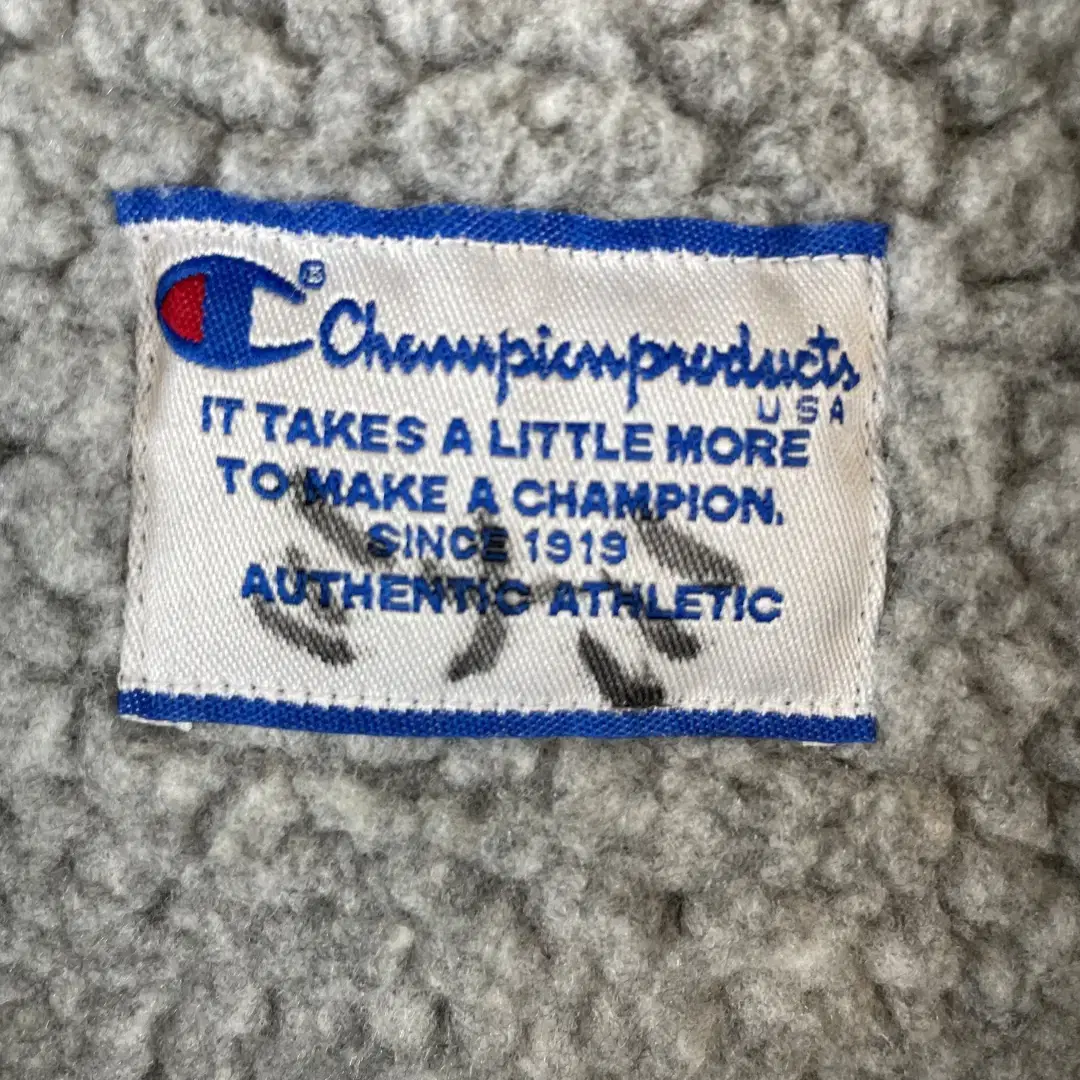 Championproducts
USA
IT TAKES A LITTLE MORE
TO MAKE A CHAMPION.
SINCE 1919
AUTHENTIC ATHLETIC